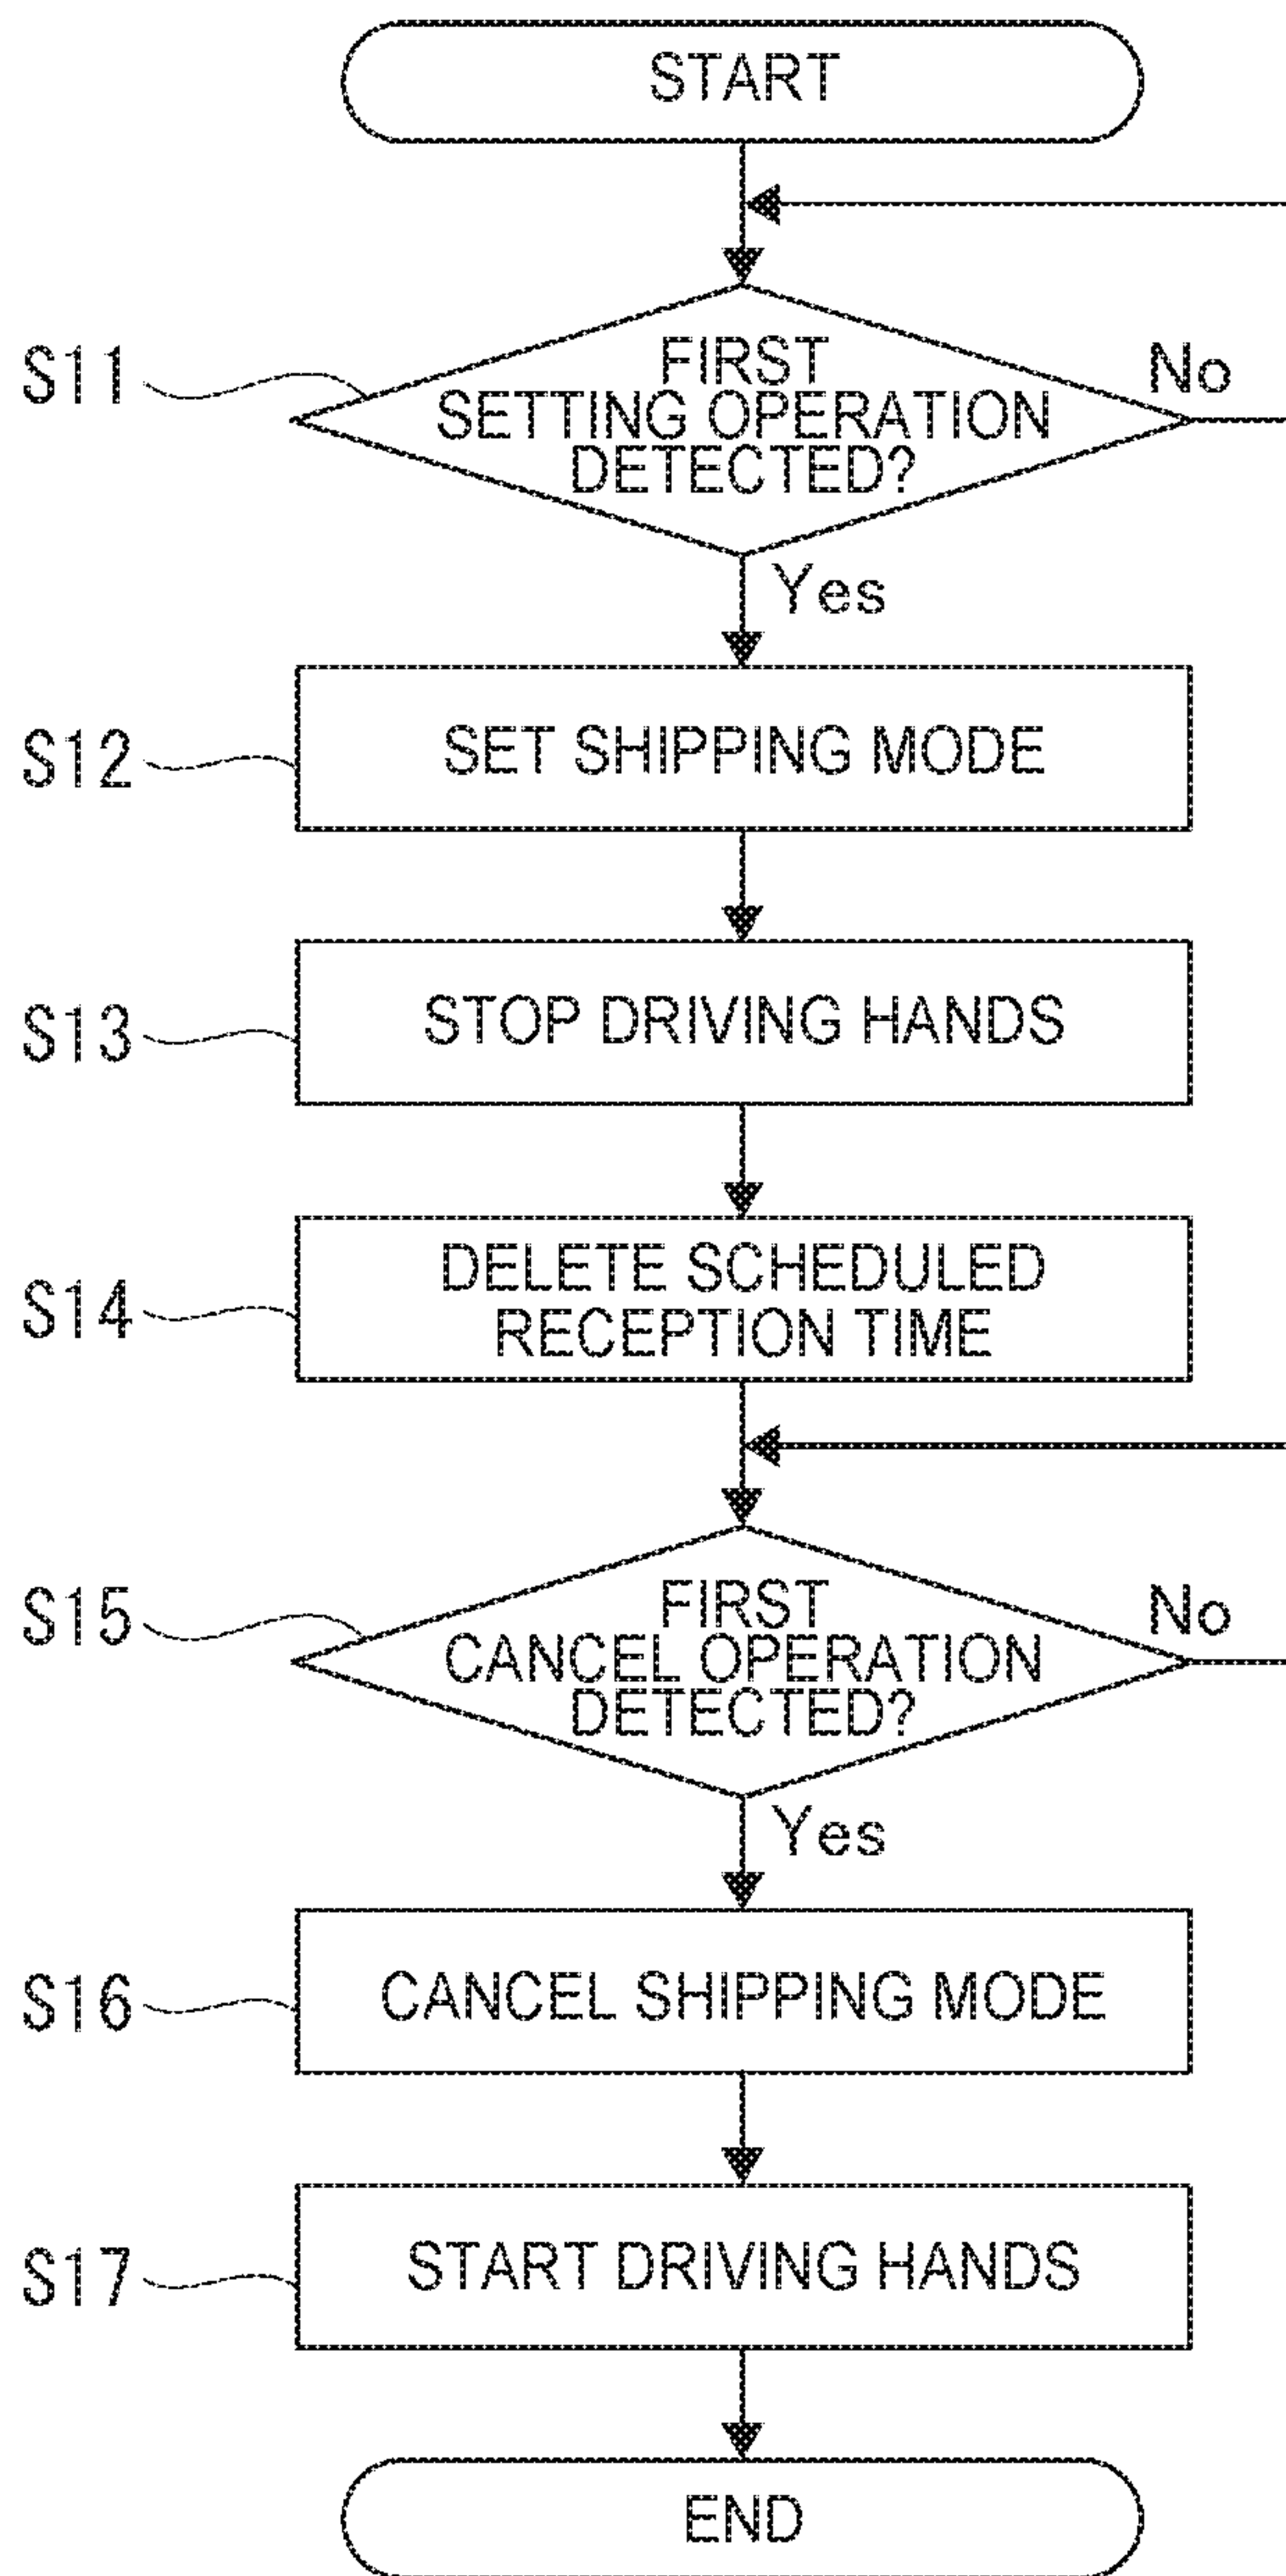 START
S11
FIRST
SETTING OPERATION
DETECTED?
No
Yes
S12
SET SHIPPING MODE
S13
STOP DRIVING HANDS
S14
DELETE SCHEDULED
RECEPTION TIME
S15
FIRST
CANCEL OPERATION
DETECTED?
No
Yes
S16
CANCEL SHIPPING MODE
S17
START DRIVING HANDS
END